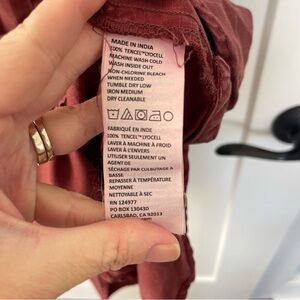 MADE IN INDIA
100% TENCEL™LYOCELL
MACHINE WASH COLD
WASH INSIDE OUT
NON-CHLORINE BLEACH
WHEN NEEDED
TUMBLE DRY LOW
IRON MEDIUM
DRY CLEANABLE
FABRIQUÉ EN INDE
100% TENCEL™LYOCELL
LAVER À MACHINE À FROID
LAVER À L'ENVERS
UTILISER SEULEMENT UN
AGENT DE
SÉCHAGE PAR CULBUTAGE À
BASSE
REPASSER À TEMPÉRATURE
MOYENNE
NETTOYABLE À SEC
RN 124977
PO BOX 130430
CARLSBAD, CA 92013